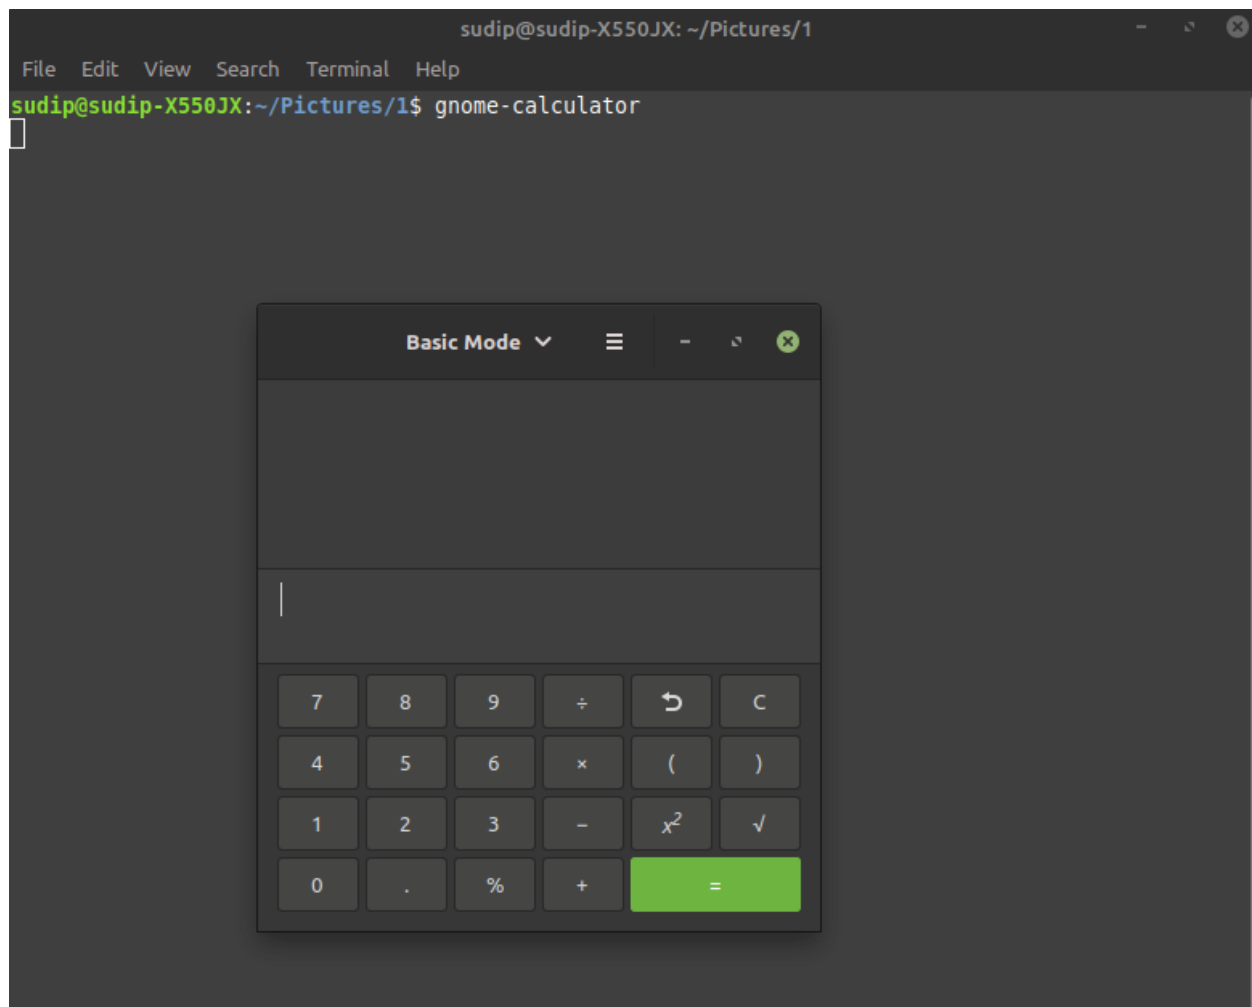 sudip@sudip-X550JX: ~/Pictures/1
File Edit View Search Terminal Help
sudip@sudip-X550JX:~/Pictures/1$ gnome-calculator
Basic Mode
7 8 9 ÷ C
4 5 6 × ( )
1 2 3 − x² √
0 . % + =